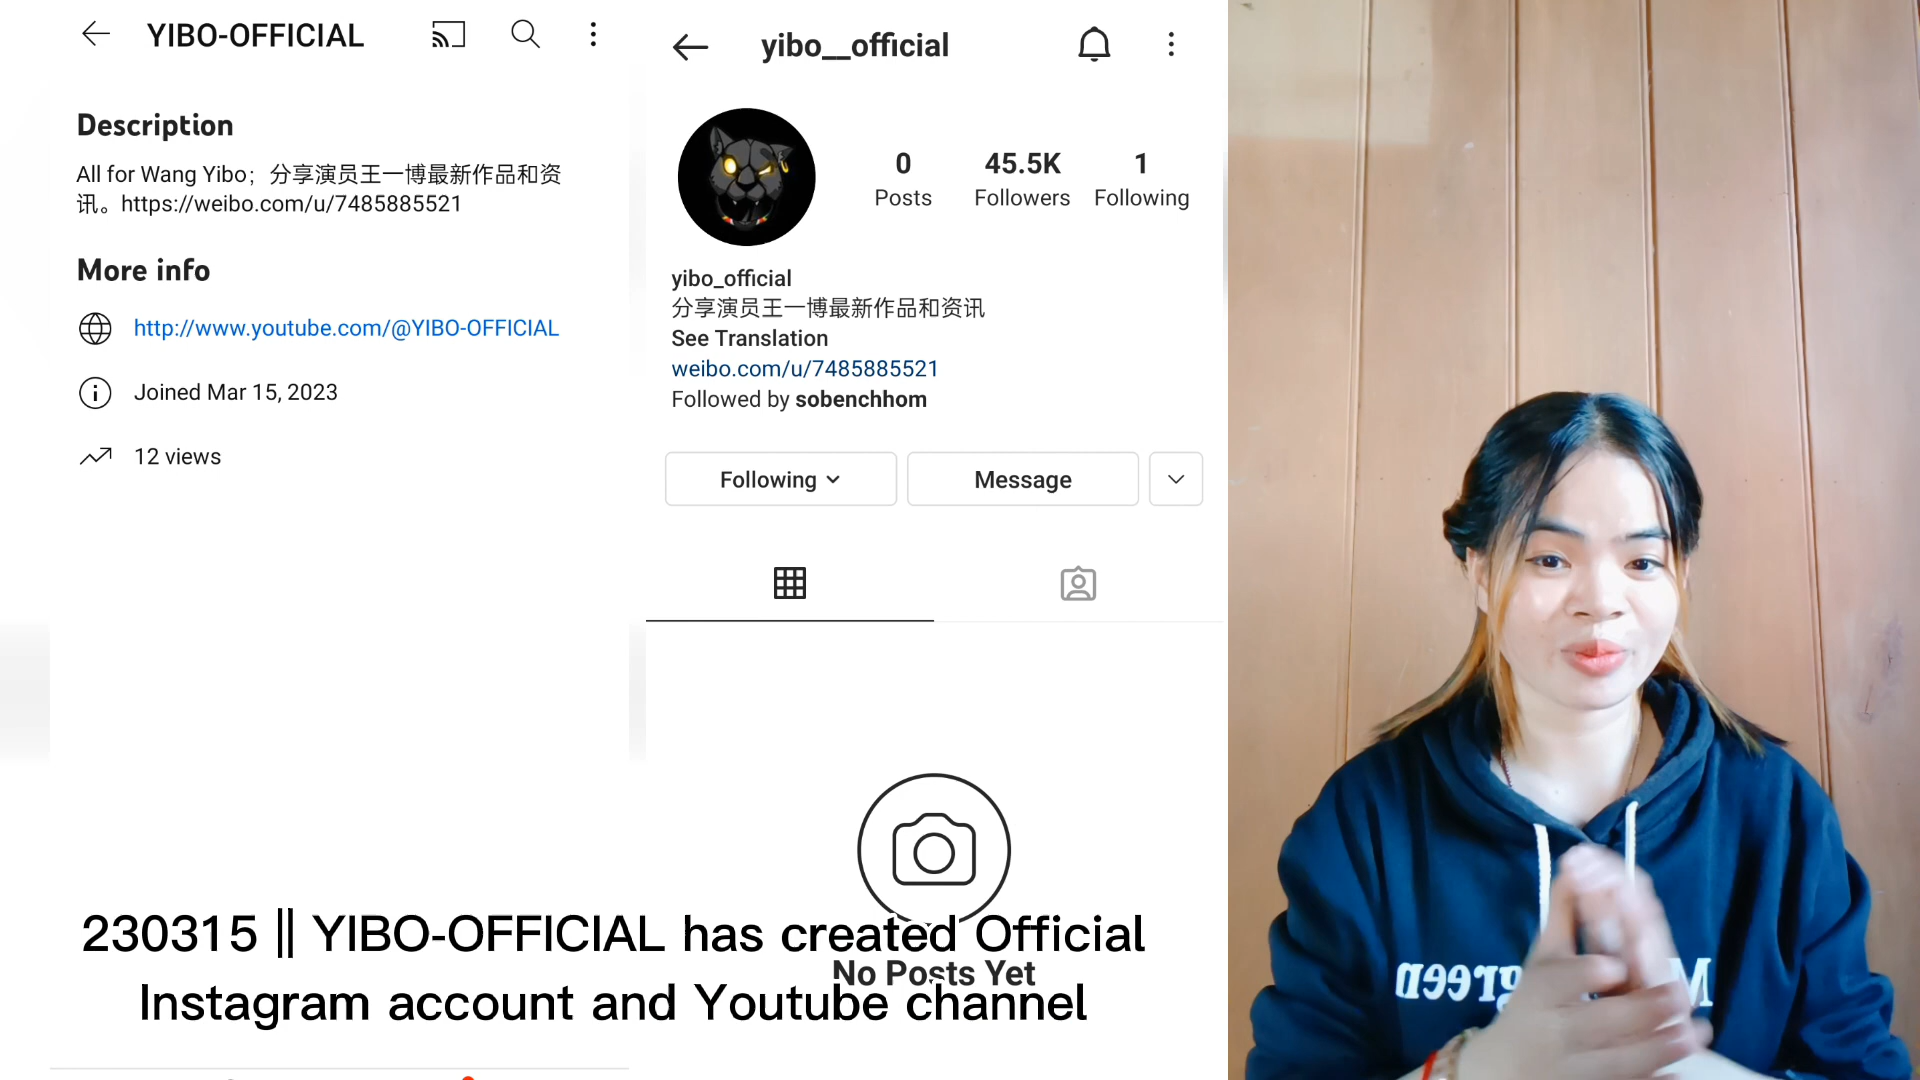 YIBO-OFFICIAL
Description
All for Wang Yibo；分享演员王一博最新作品和资
讯。https://weibo.com/u/7485885521
More info
http://www.youtube.com/@YIBO-OFFICIAL
Joined Mar 15, 2023
12 views
yibo__official
0
45.5K
1
Posts
Followers
Following
yibo_official
分享演员王一博最新作品和资讯
See Translation
weibo.com/u/7485885521
Followed by sobenchhom
Following
Message
No Posts Yet
230315 || YIBO-OFFICIAL has created Official
Instagram account and Youtube channel